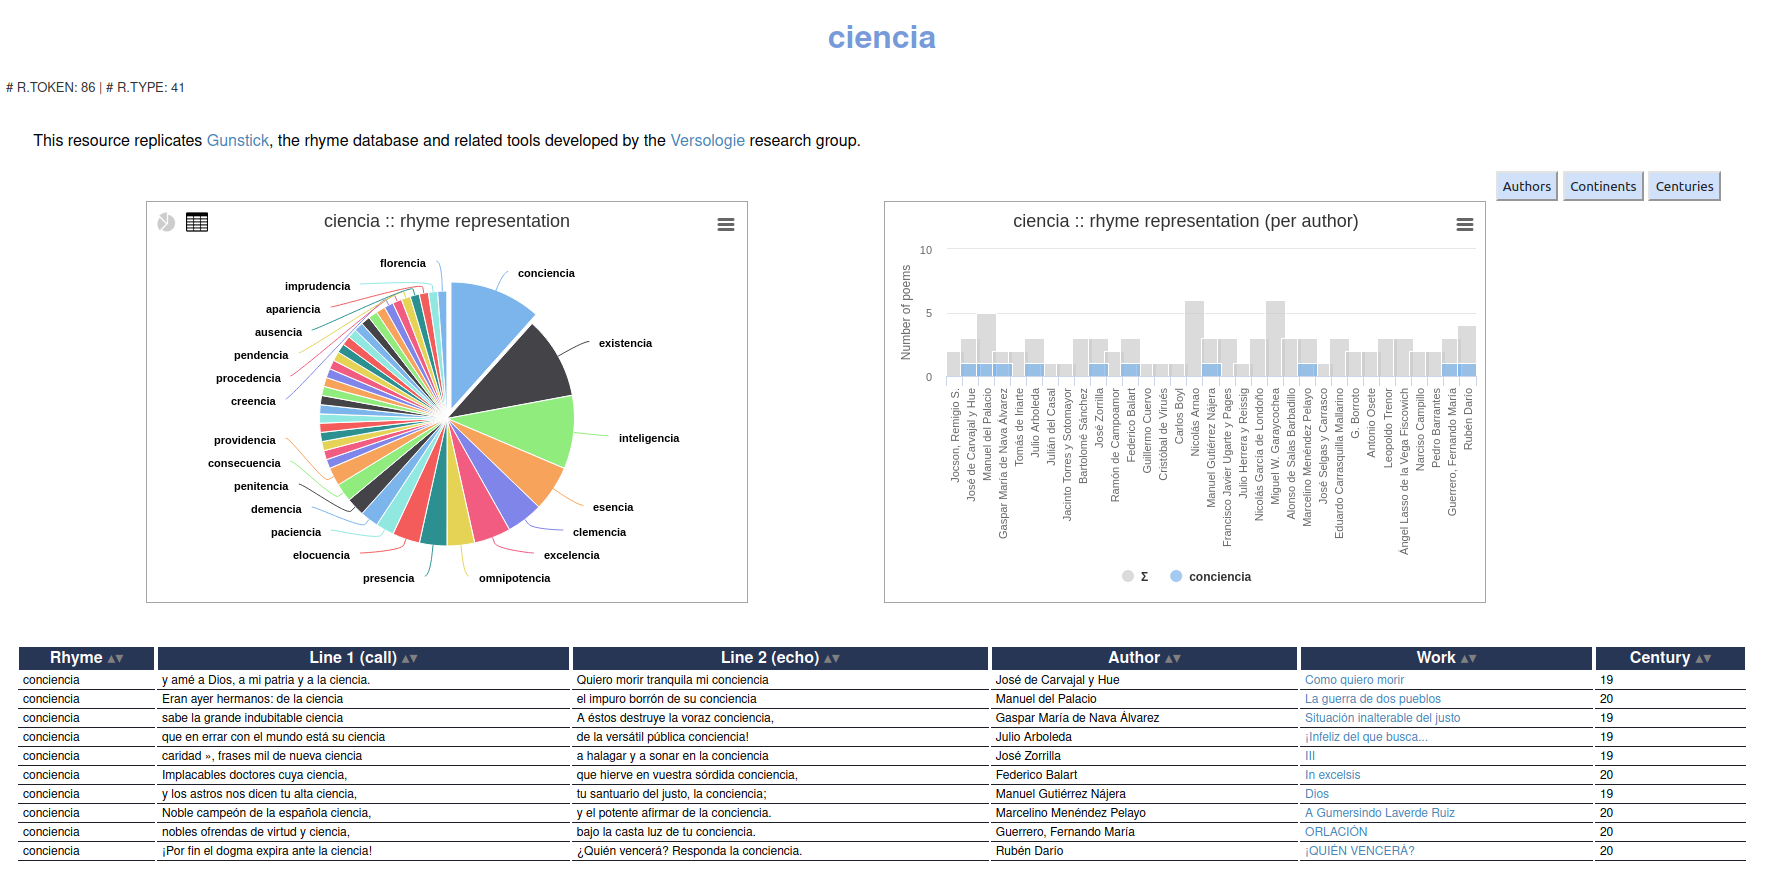 ciencia
# R.TOKEN: 86 | # R.TYPE: 41
This resource replicates Gunstick, the rhyme database and related tools developed by the Versologie research group.
Authors Continents Centuries
ciencia :: rhyme representation
florencia
conciencia
imprudencia
apariencia
ausencia
existencia
pendencia
procedencia
creencia
providencia
inteligencia
consecuencia
penitencia
esencia
demencia
paciencia
clemencia
elocuencia
excelencia
presencia
omnipotencia
ciencia :: rhyme representation (per author)
Number of poems
10
5
0
Jocson, Remigio S.
José de Carvajal y Hue
Manuel del Palacio
Gaspar María de Nava Álvarez
Tomás de Iriarte
Julio Arboleda
Julián del Casal
Jacinto Torres y Sotomayor
Bartolomé Sánchez
José Zorrilla
Ramón de Campoamor
Federico Balart
Guillermo Cuervo
Cristóbal de Virués
Carlos Boyl
Nicolás Arnao
Manuel Gutiérrez Nájera
Francisco Javier Ugarte y Pages
Julio Herrera y Reissig
Nicolás García de Londoño
Miguel W. Garaycochea
Alonso de Salas Barbadillo
Marcelino Menéndez Pelayo
José Selgas y Carrasco
Eduardo Carrasquilla Mallarino
G. Borroto
Antonio Osete
Leopoldo Trenor
Ángel Lasso de la Vega Fiscowich
Narciso Campillo
Pedro Barrantes
Guerrero, Fernando María
Rubén Darío
Σ conciencia
Rhyme ▲▼ Line 1 (call) ▲▼ Line 2 (echo) ▲▼ Author ▲▼ Work ▲▼ Century ▲▼
conciencia y amé a Dios, a mi patria y a la ciencia. Quiero morir tranquila mi conciencia José de Carvajal y Hue Como quiero morir 19
conciencia Eran ayer hermanos: de la ciencia el impuro borrón de su conciencia Manuel del Palacio La guerra de dos pueblos 20
conciencia sabe la grande indubitable ciencia A éstos destruye la voraz conciencia, Gaspar María de Nava Álvarez Situación inalterable del justo 19
conciencia que en errar con el mundo está su ciencia de la versátil pública conciencia! Julio Arboleda ¡Infeliz del que busca... 19
conciencia caridad », frases mil de nueva ciencia a halagar y a sonar en la conciencia José Zorrilla III 19
conciencia Implacables doctores cuya ciencia, que hierve en vuestra sórdida conciencia, Federico Balart In excelsis 20
conciencia y los astros nos dicen tu alta ciencia, tu santuario del justo, la conciencia; Manuel Gutiérrez Nájera Dios 19
conciencia Noble campeón de la española ciencia, y el potente afirmar de la conciencia. Marcelino Menéndez Pelayo A Gumersindo Laverde Ruiz 20
conciencia nobles ofrendas de virtud y ciencia, bajo la casta luz de tu conciencia. Guerrero, Fernando María ORLACIÓN 20
conciencia ¡Por fin el dogma expira ante la ciencia! ¿Quién vencerá? Responda la conciencia. Rubén Darío ¡QUIÉN VENCERÁ? 20